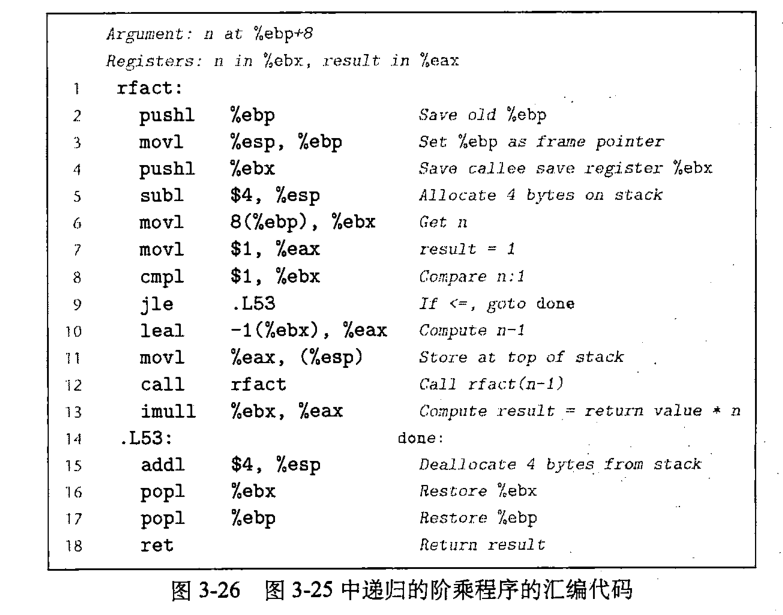 Argument: n at %ebp+8
Registers: n in %ebx, result in %eax
1 rfact:
2 pushl %ebp Save old %ebp
3 movl %esp, %ebp Set %ebp as frame pointer
4 pushl %ebx Save callee save register %ebx
5 subl $4, %esp Allocate 4 bytes on stack
6 movl 8(%ebp), %ebx Get n
7 movl $1, %eax result = 1
8 cmpl $1, %ebx Compare n:1
9 jle .L53 If <=, goto done
10 leal -1(%ebx), %eax Compute n-1
11 movl %eax, (%esp) Store at top of stack
12 call rfact Call rfact(n-1)
13 imull %ebx, %eax Compute result = return value * n
14 .L53: done:
15 addl $4, %esp Deallocate 4 bytes from stack
16 popl %ebx Restore %ebx
17 popl %ebp Restore %ebp
18 ret Return result
图 3-26 图 3-25 中递归的阶乘程序的汇编代码